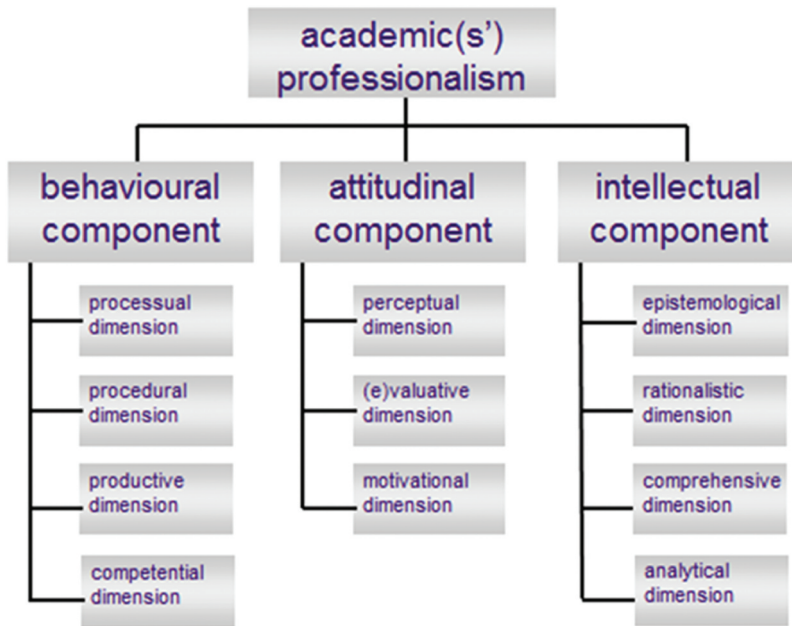 academic(s')
professionalism
behavioural
component
attitudinal
component
intellectual
component
processual
dimension
procedural
dimension
productive
dimension
competential
dimension
perceptual
dimension
(e)valuative
dimension
motivational
dimension
epistemological
dimension
rationalistic
dimension
comprehensive
dimension
analytical
dimension